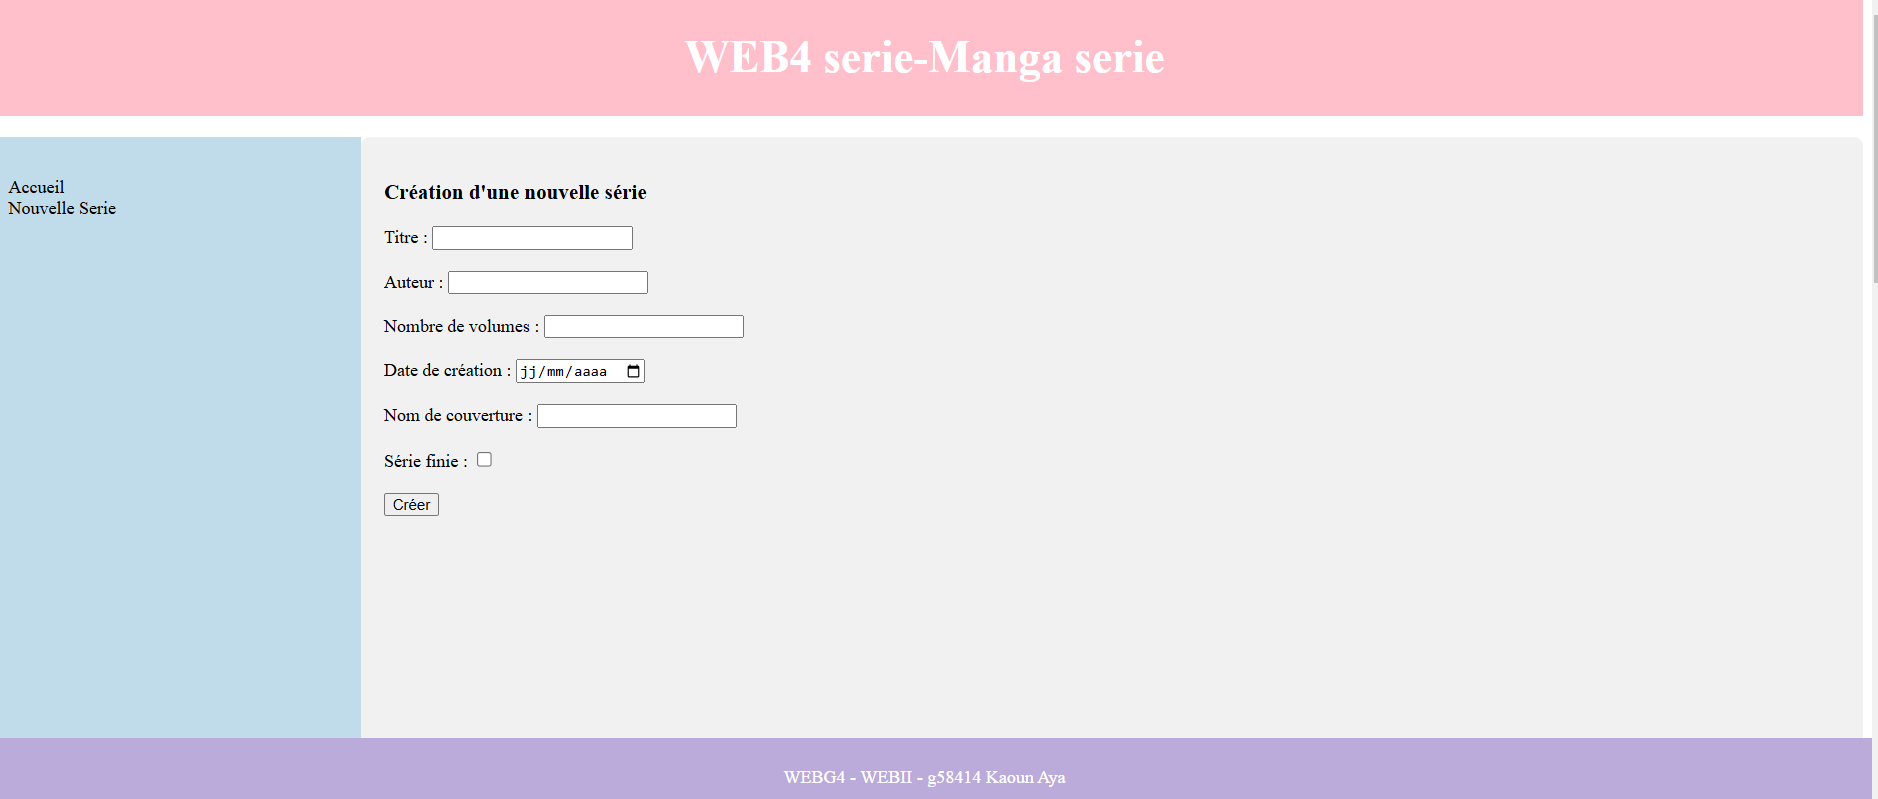 WEB4 serie-Manga serie
Accueil
Nouvelle Serie
Création d'une nouvelle série
Titre :
Auteur :
Nombre de volumes :
Date de création : jj/mm/aaaa
Nom de couverture :
Série finie :
Créer
WEBG4 - WEBII - g58414 Kaoun Aya